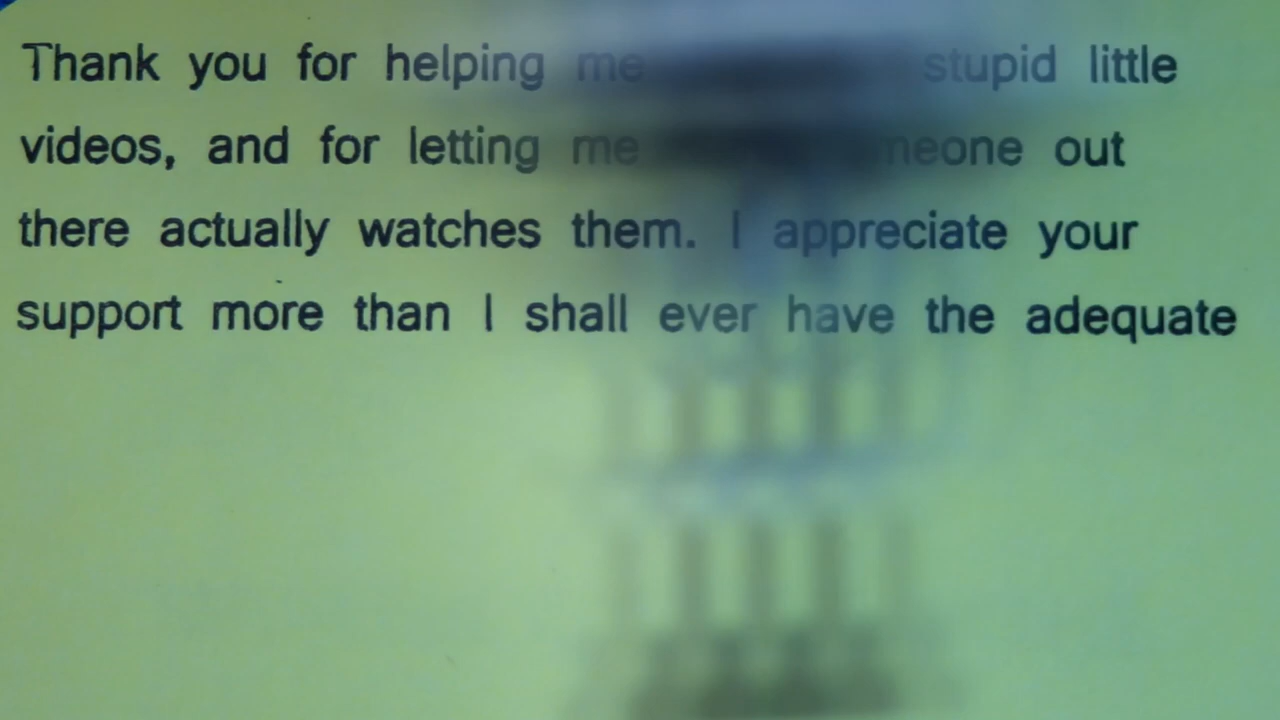 Thank you for helping me stupid little
videos, and for letting me out
there actually watches them. I appreciate your
support more than I shall ever have the adequate